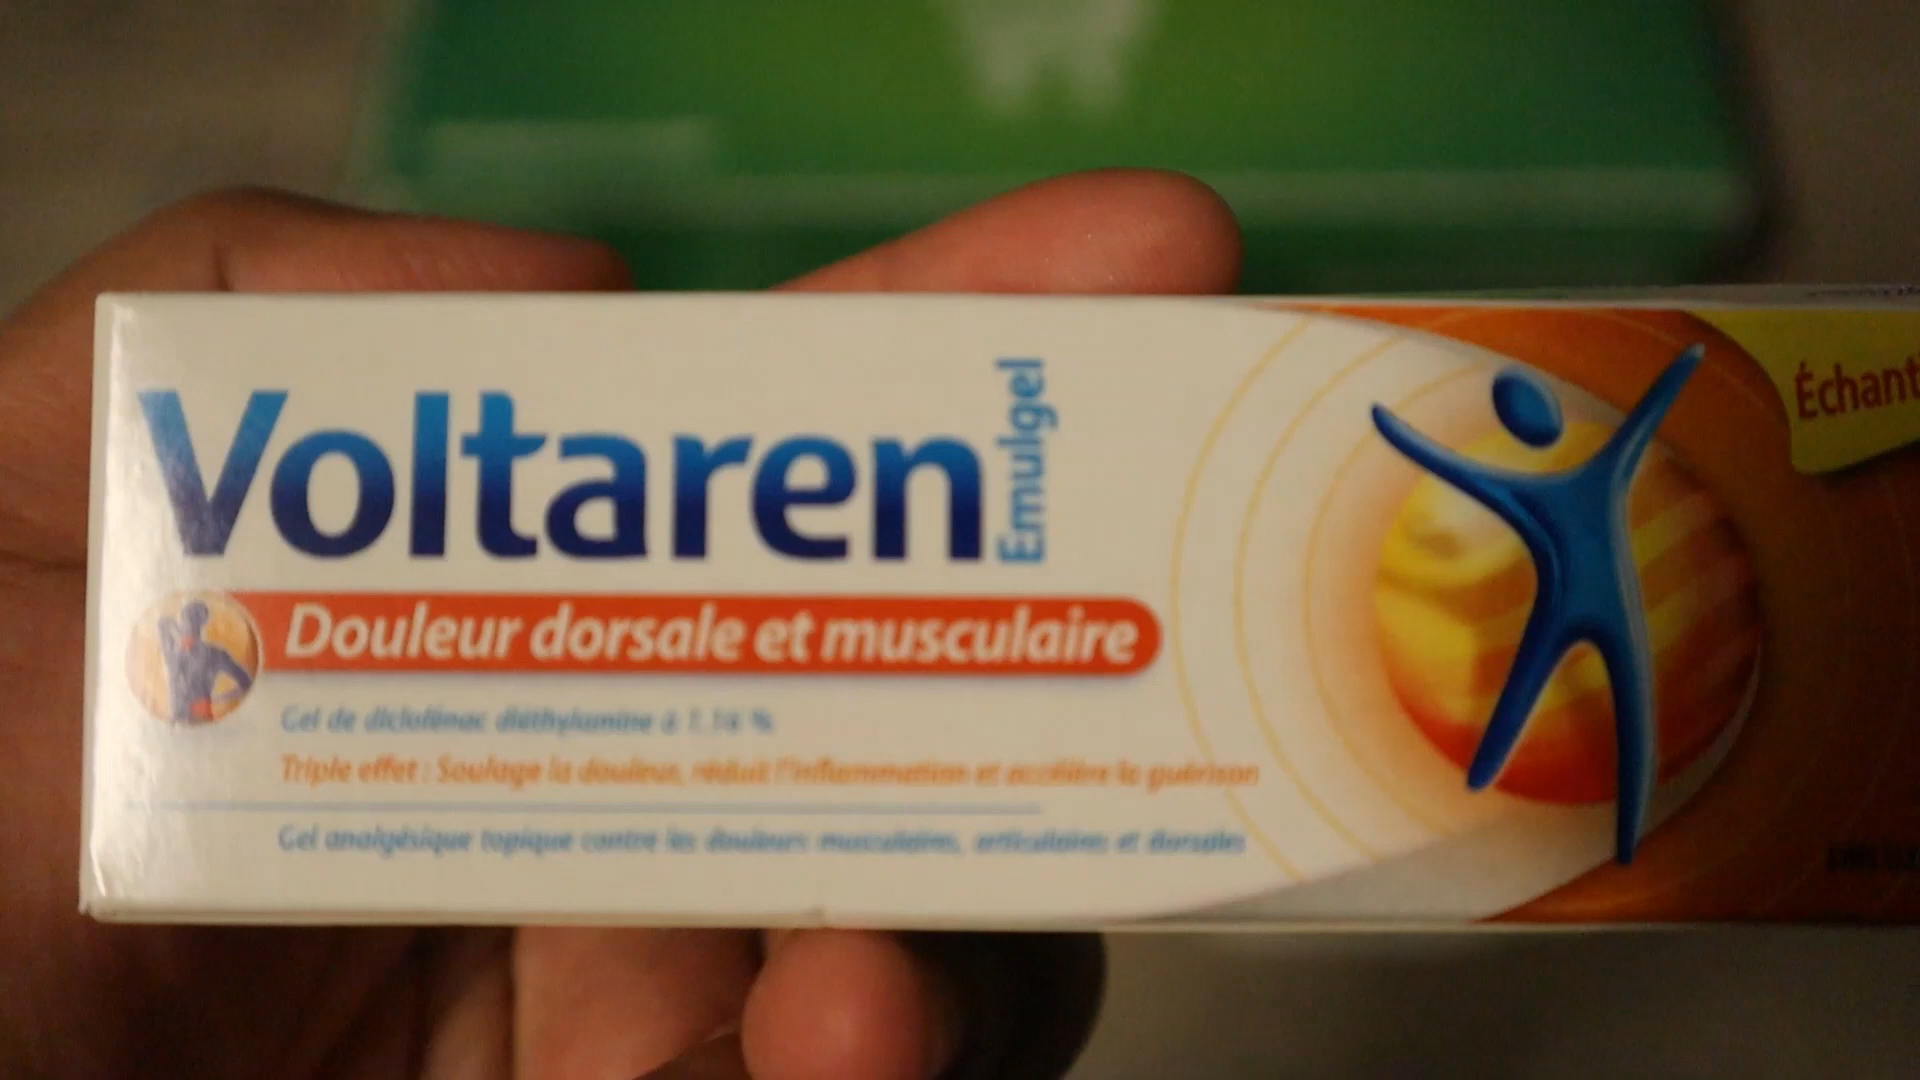 Voltaren
Emulgel
Échant
Douleur dorsale et musculaire
Gel de diclofénac diéthylamine à 1,16 %
Triple effet : Soulage la douleur, réduit l'inflammation et accélère la guérison
Gel analgésique topique contre les douleurs musculaires, articulaires et dorsales